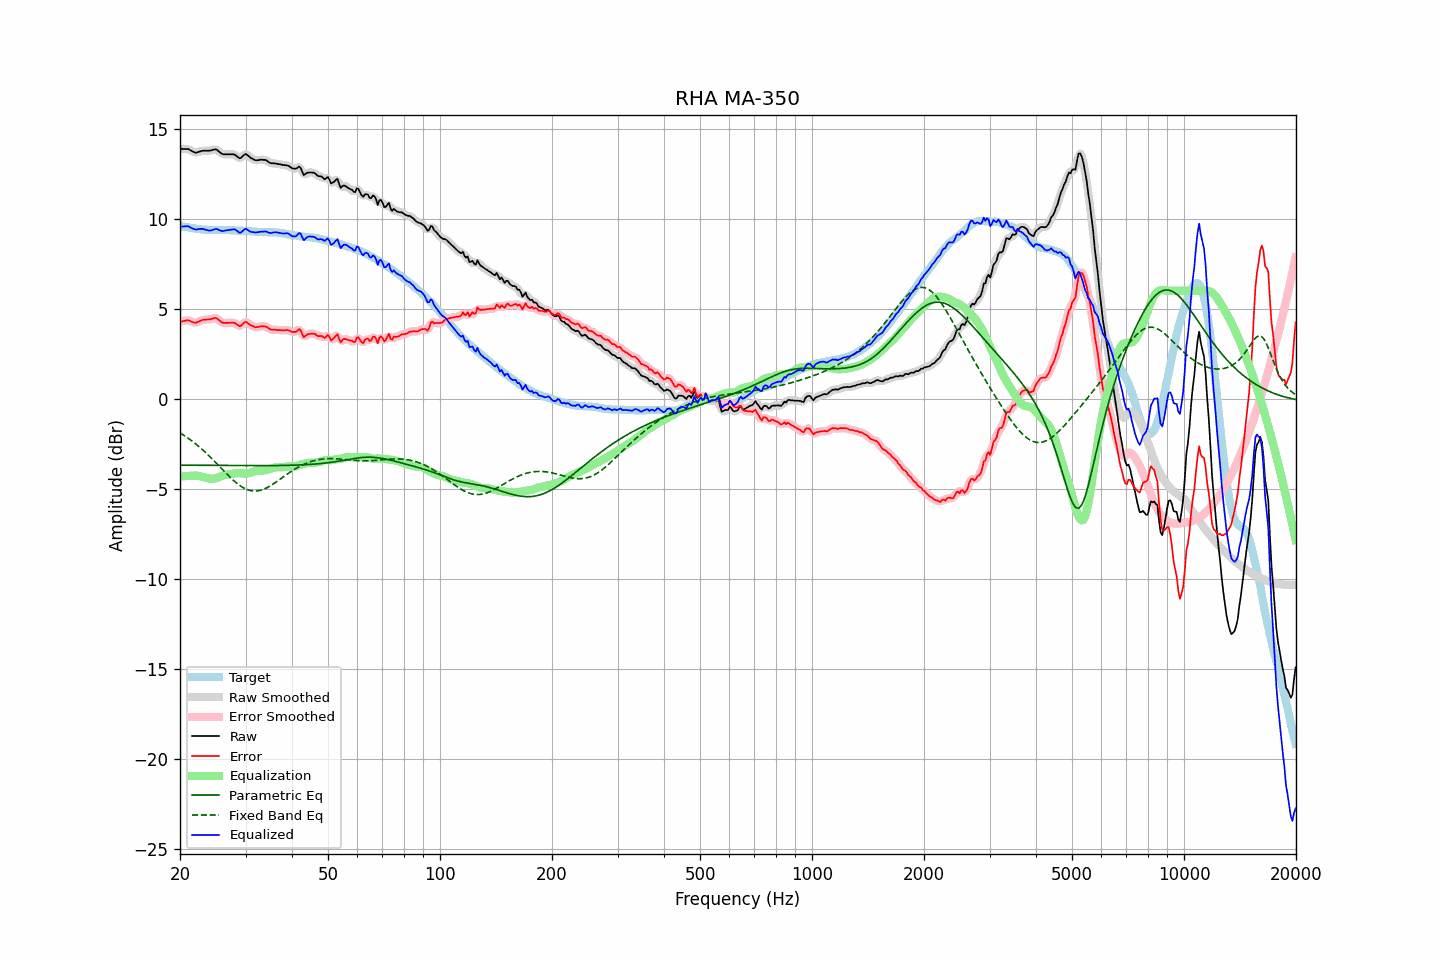 RHA MA-350
Amplitude (dBr)
15
10
5
0
−5
−10
−15
−20
−25
Target
Raw Smoothed
Error Smoothed
Raw
Error
Equalization
Parametric Eq
Fixed Band Eq
Equalized
20 50 100 200 500 1000 2000 5000 10000 20000
Frequency (Hz)